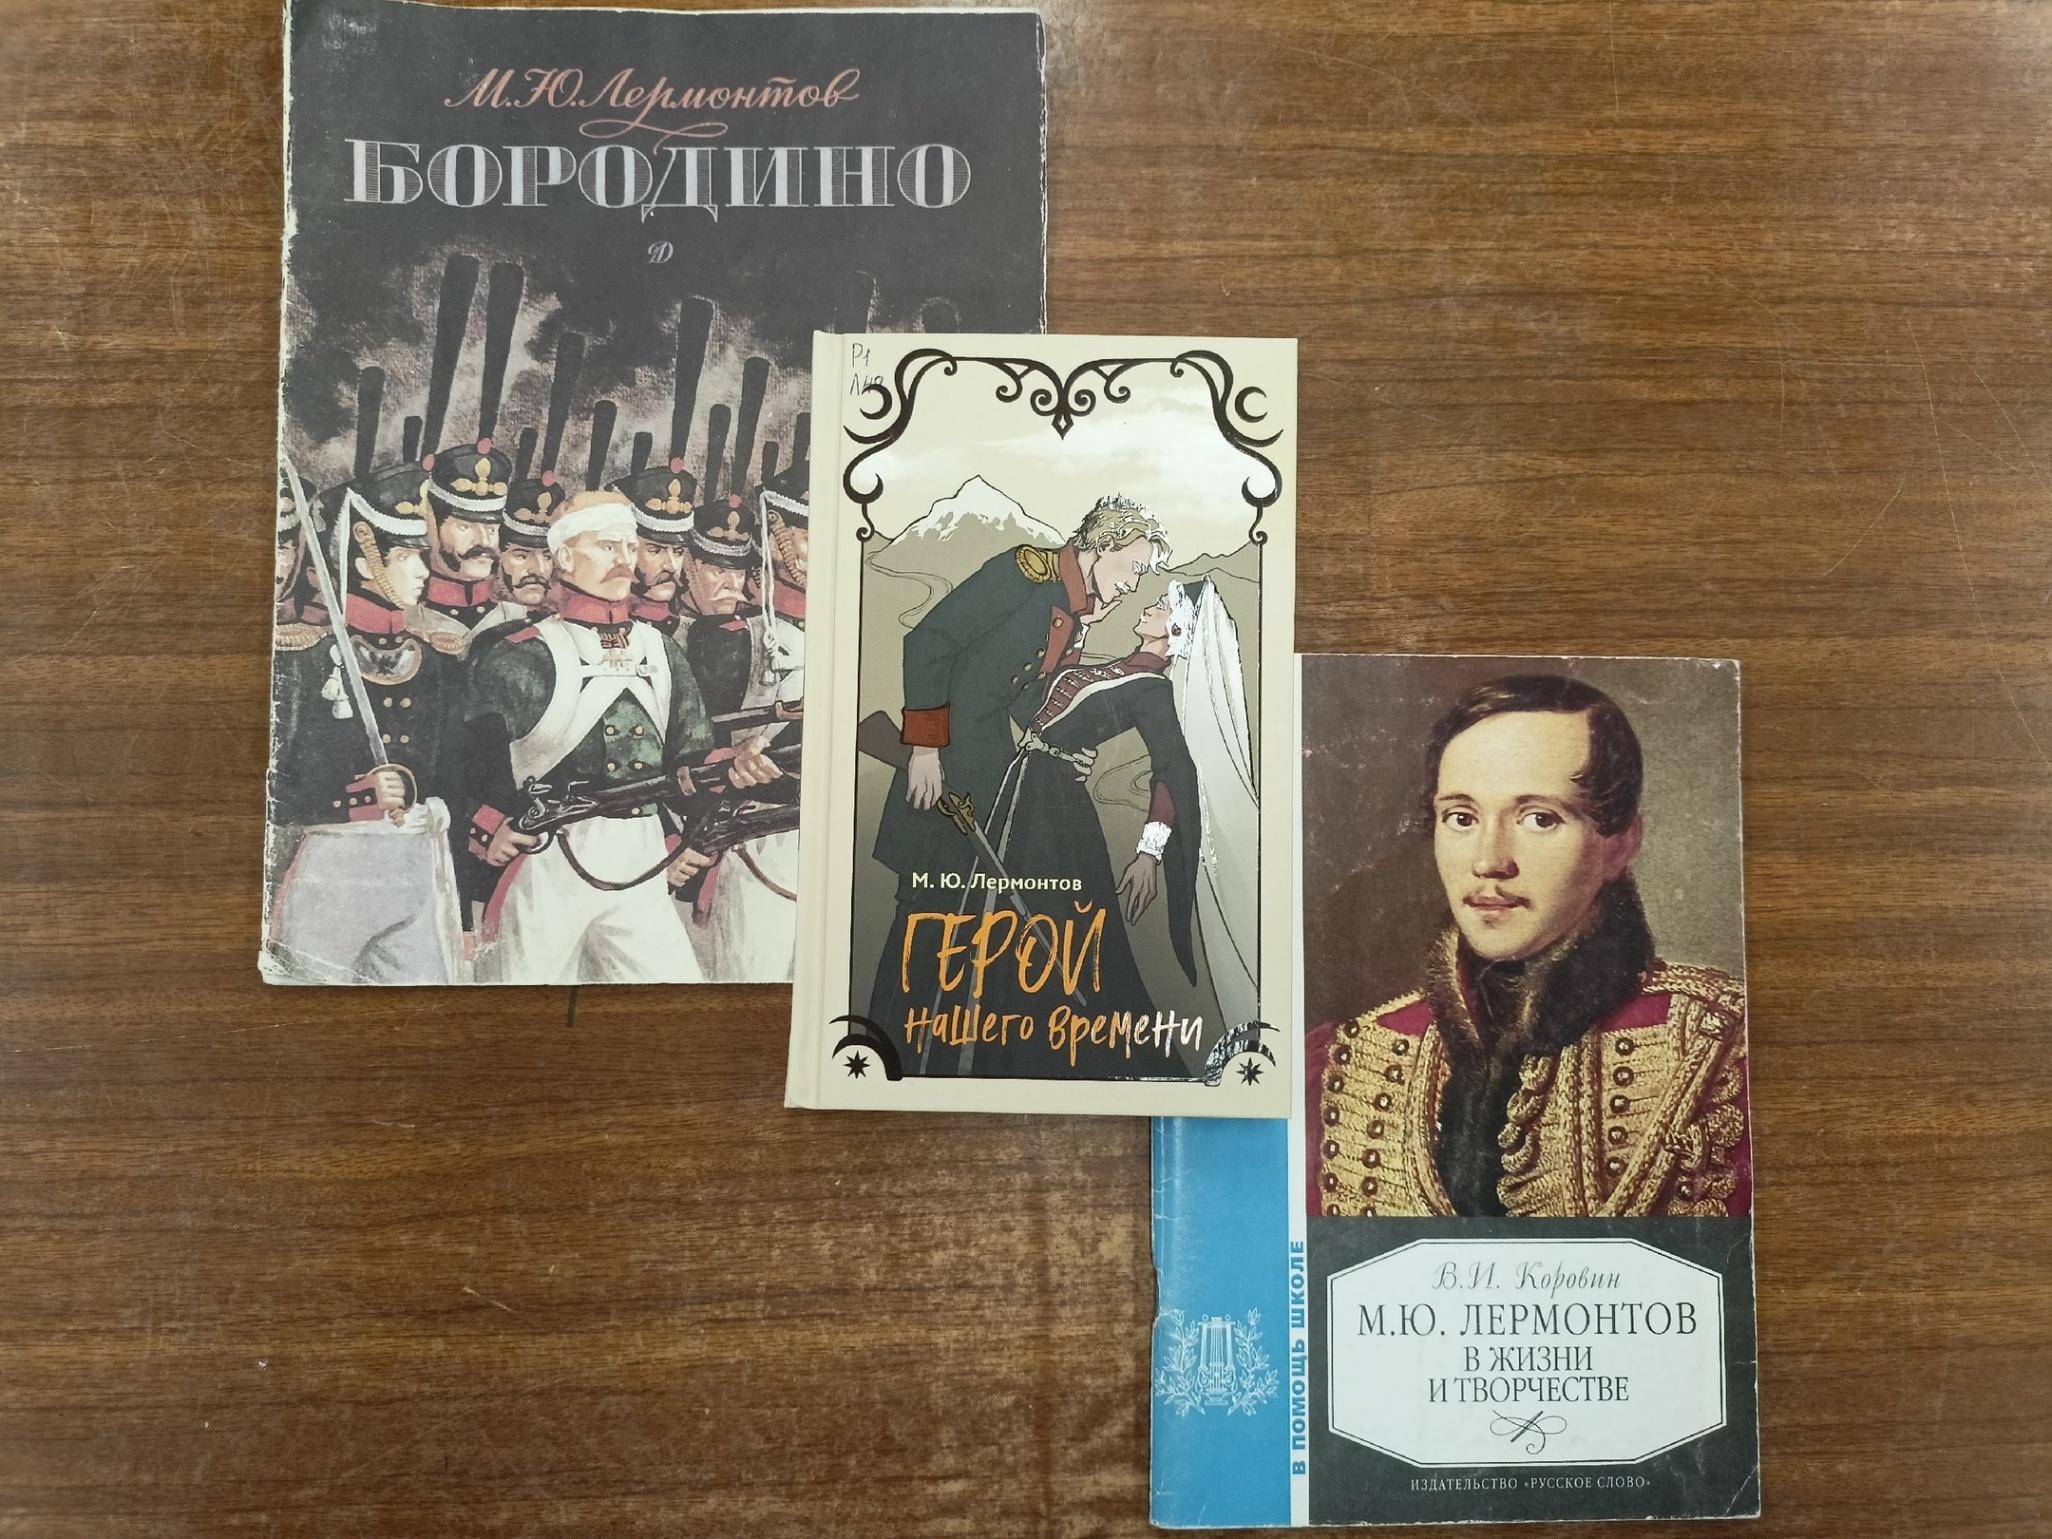 М.Ю.Лермонтов
БОРОДИНО
Д
Р1
М. Ю. Лермонтов
ГЕРОЙ
нашего времени
В ПОМОЩЬ ШКОЛЕ
В.И. Коровин
М.Ю. ЛЕРМОНТОВ
В ЖИЗНИ
И ТВОРЧЕСТВЕ
ИЗДАТЕЛЬСТВО «РУССКОЕ СЛОВО»